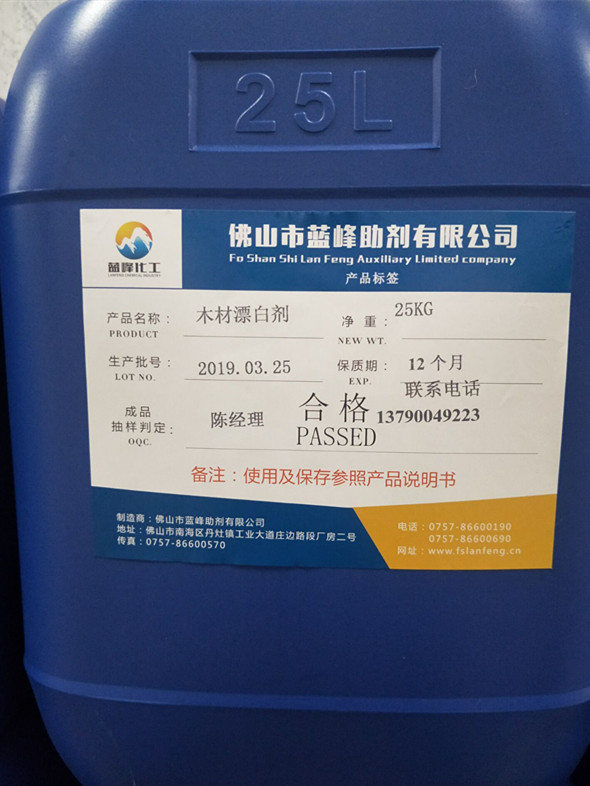 25L
佛山市蓝峰助剂有限公司
Fo Shan Shi Lan Feng Auxiliary Limited company
产品标签
蓝峰化工
产品名称: 木材漂白剂 净 重: 25KG
PRODUCT NEW WT.
生产批号: 2019.03.25 保质期: 12个月
LOT NO. EXP.
联系电话
成品
抽样判定: 陈经理 合格 13790049223
OQC. PASSED
备注:使用及保存参照产品说明书
制造商:佛山市蓝峰助剂有限公司
地址:佛山市南海区丹灶镇工业大道庄边路段厂房二号
传真:0757-86600570
电话:0757-86600190
0757-86600690
网址:www.fslanfeng.cn